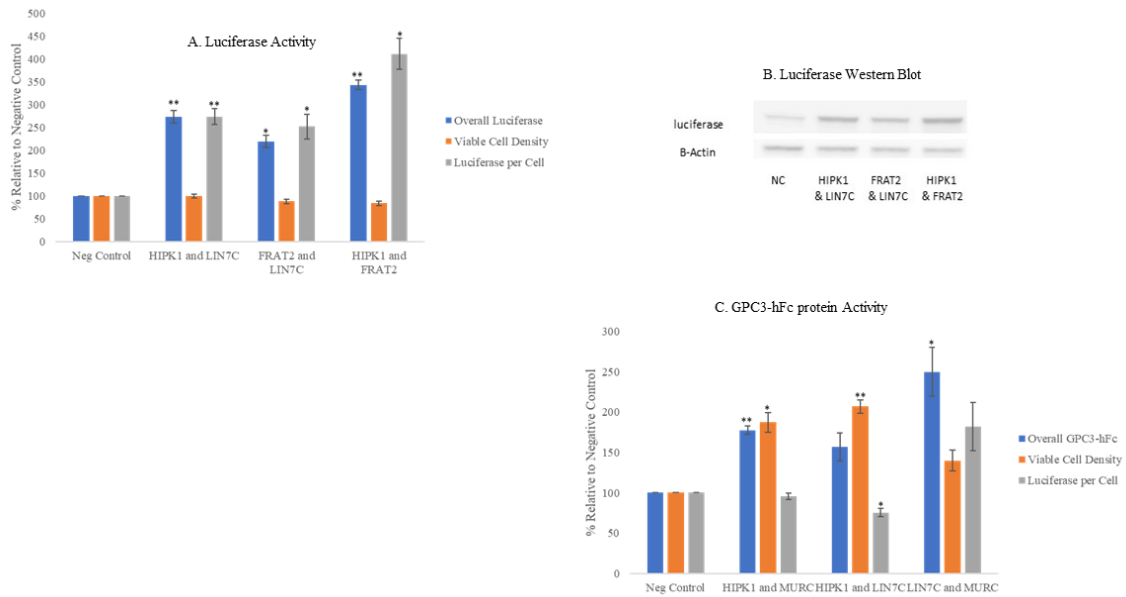 A. Luciferase Activity
% Relative to Negative Control
500
450
400
350
300
250
200
150
100
50
0
**
**
*
*
**
*
Neg Control
HIPK1 and LIN7C
FRAT2 and
LIN7C
HIPK1 and
FRAT2
Overall Luciferase
Viable Cell Density
Luciferase per Cell
B. Luciferase Western Blot
luciferase
B-Actin
NC
HIPK1
& LIN7C
FRAT2
& LIN7C
HIPK1
& FRAT2
C. GPC3-hFc protein Activity
% Relative to Negative Control
300
250
200
150
100
50
0
**
*
**
*
*
Neg Control
HIPK1 and MURC
HIPK1 and LIN7C
LIN7C and MURC
Overall GPC3-hFc
Viable Cell Density
Luciferase per Cell